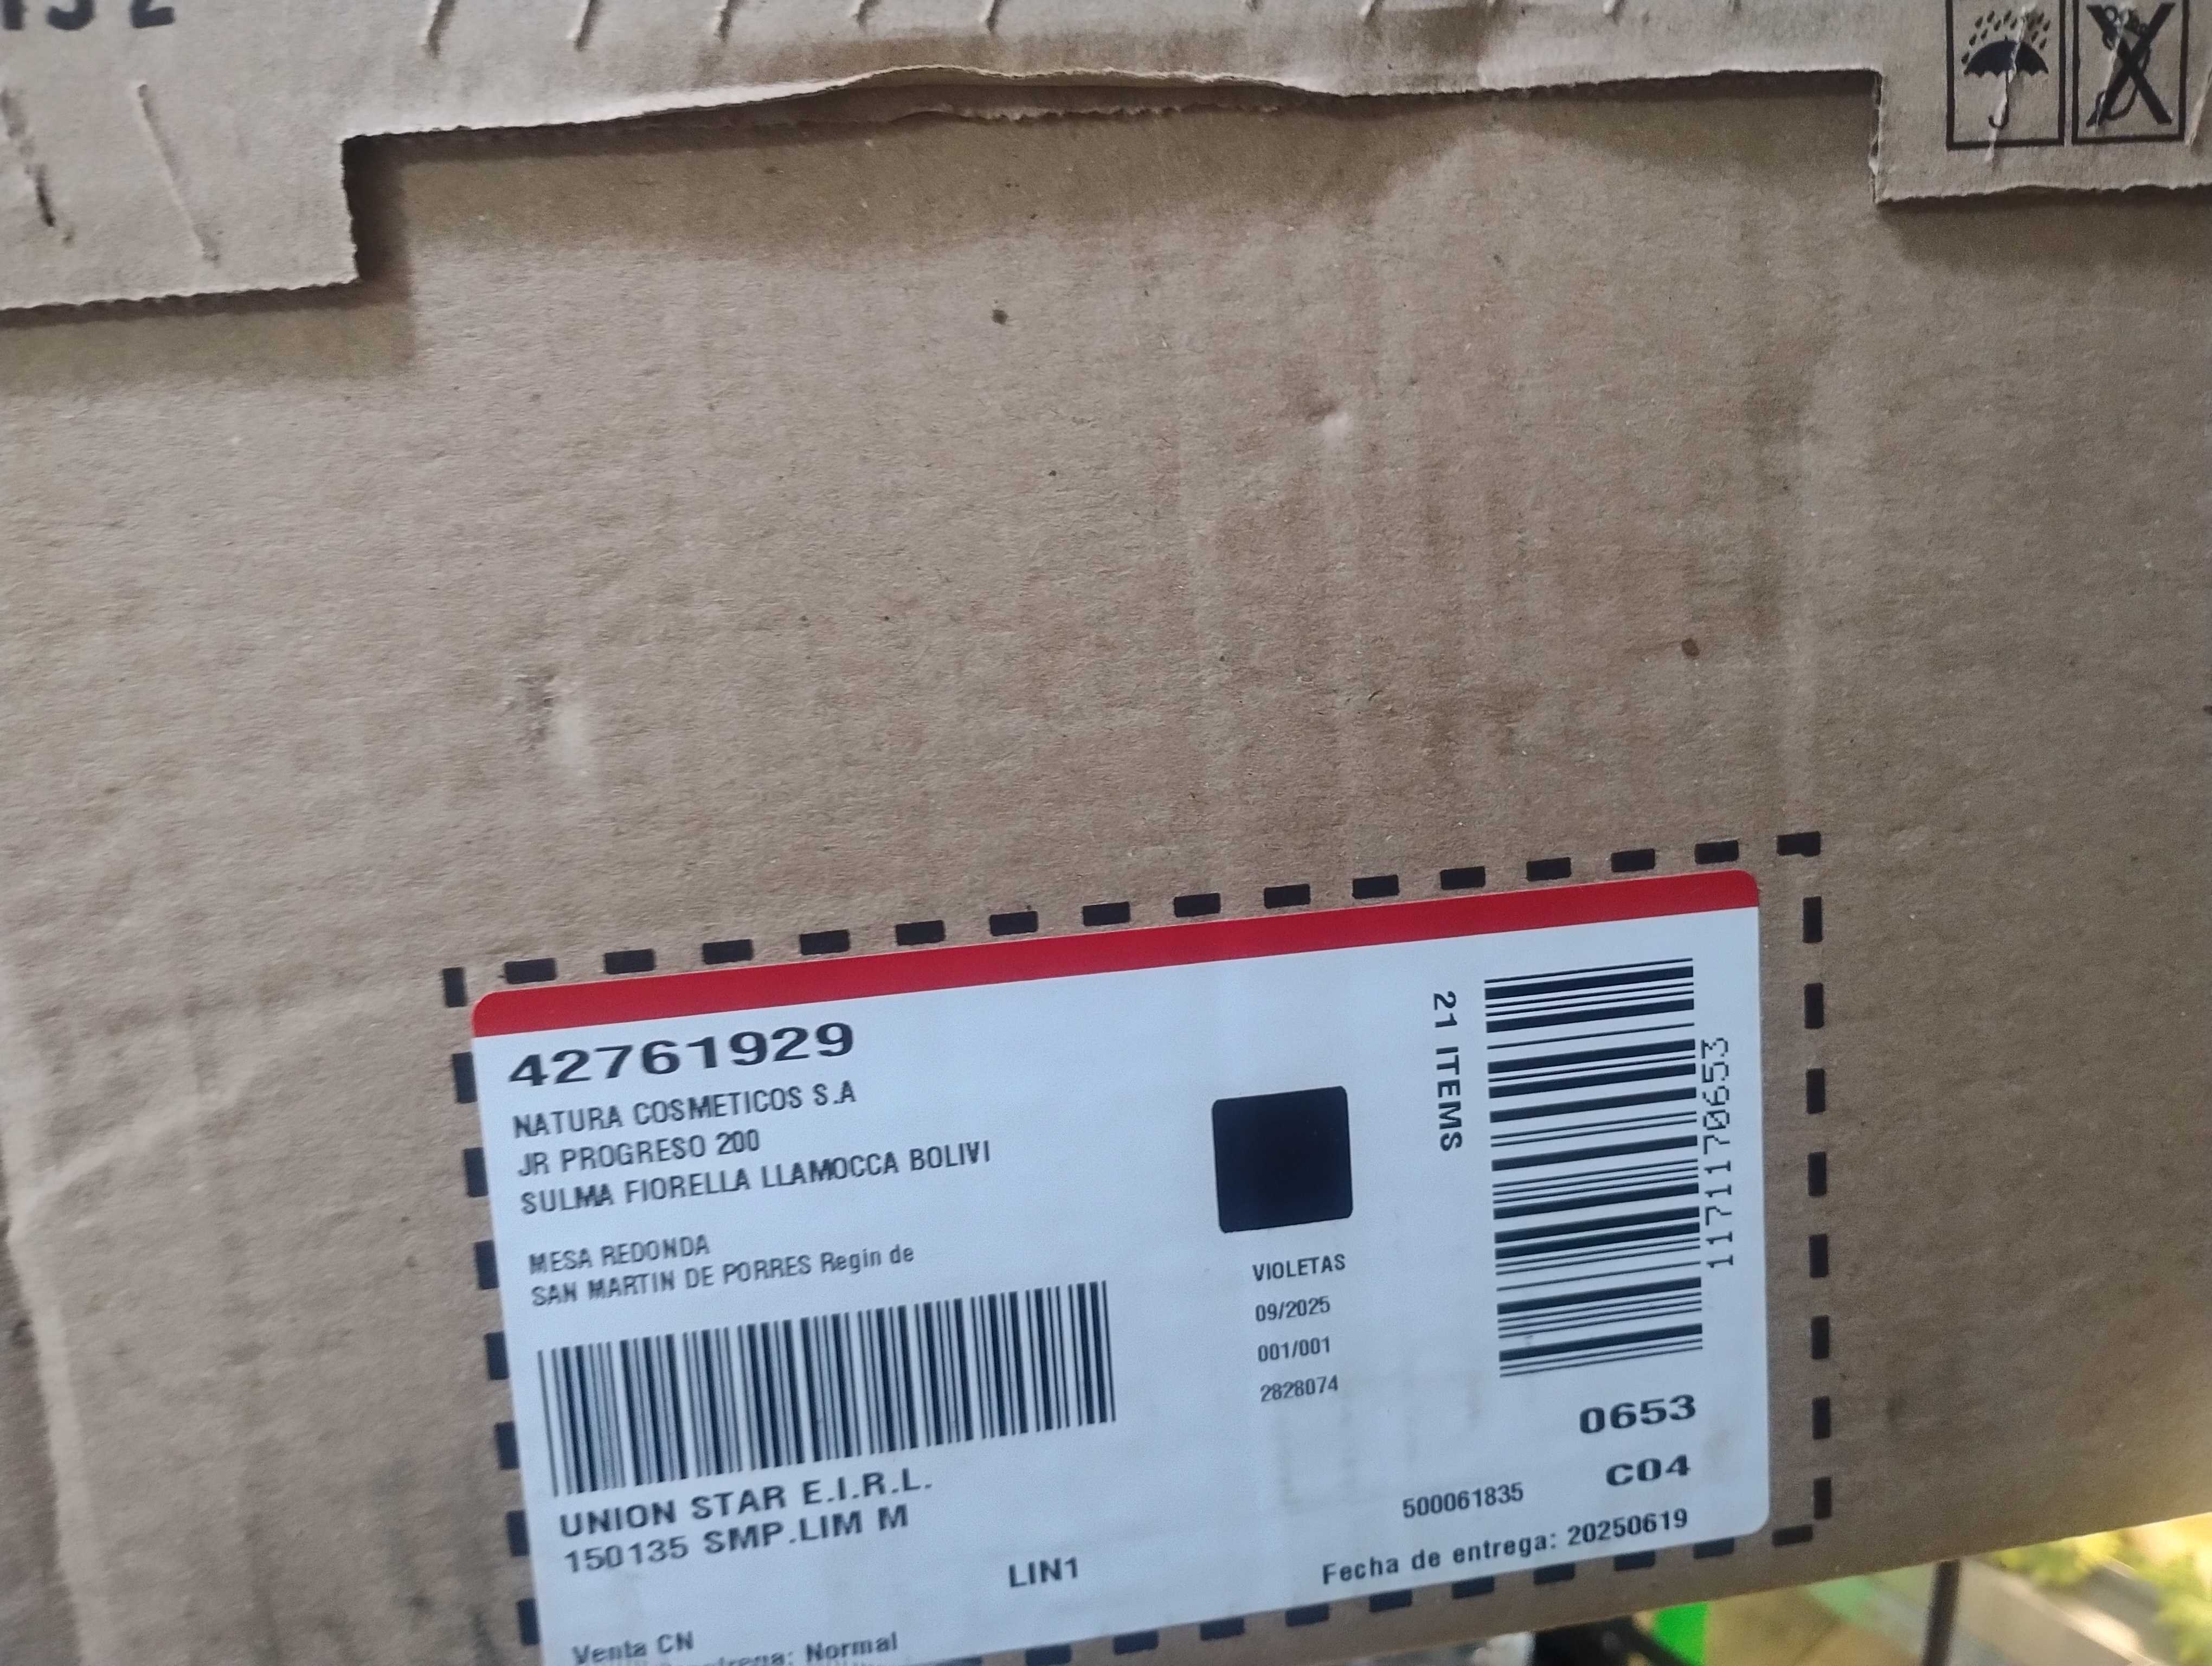 42761929
NATURA COSMETICOS S.A
JR PROGRESO 200
SULMA FIORELLA LLAMOCCA BOLIVI
MESA REDONDA
SAN MARTIN DE PORRES Regin de
UNION STAR E.I.R.L.
150135 SMP.LIM M
LIN1
Venta CN
Normal
VIOLETAS
09/2025
001/001
2828074
21 ITEMS
11711170653
0653
C04
500061835
Fecha de entrega: 20250619